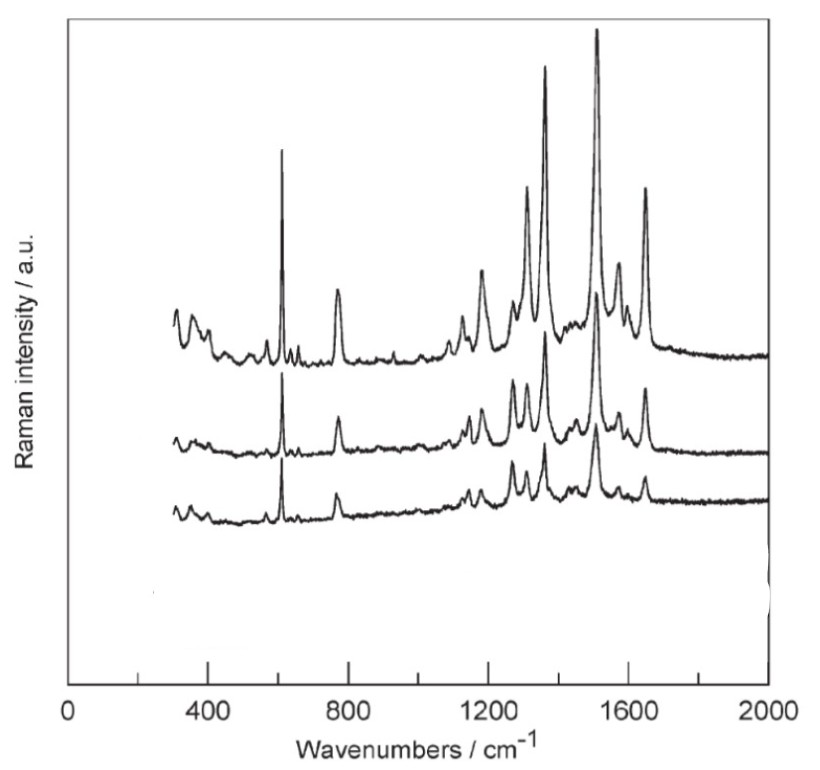 Raman intensity / a.u.
0 400 800 1200 1600 2000
Wavenumbers / cm⁻¹